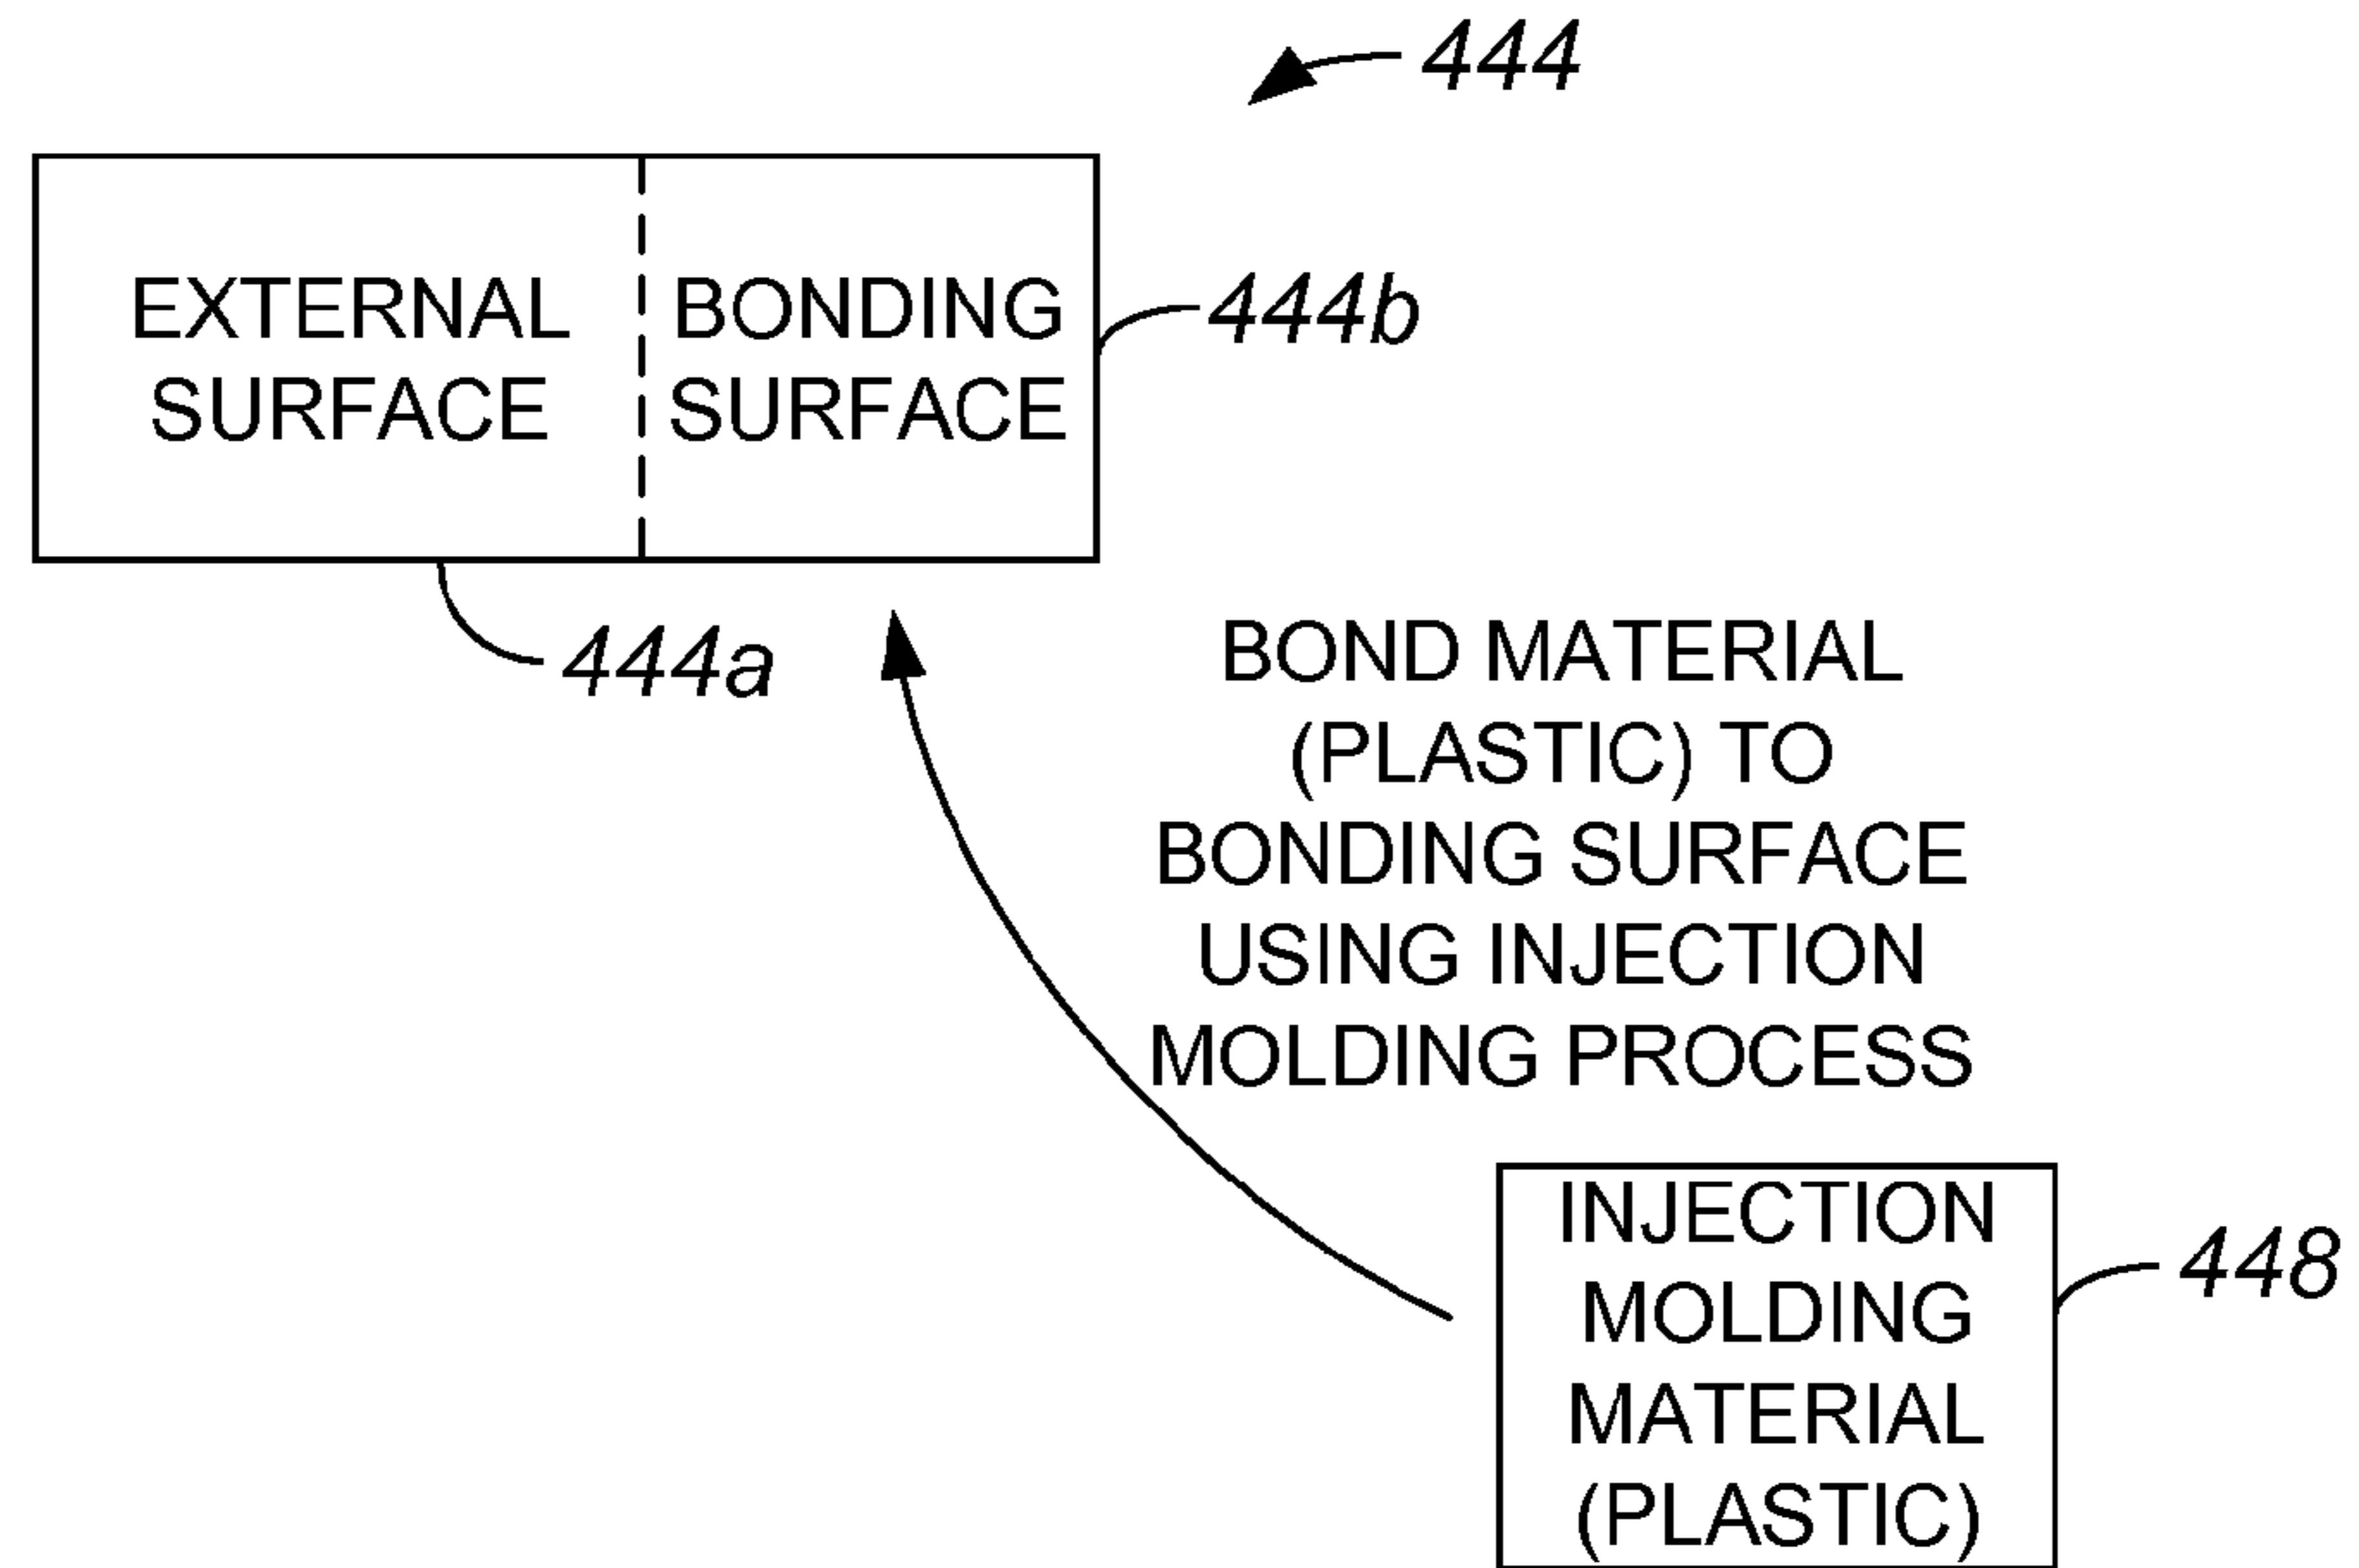 444
EXTERNAL
SURFACE
BONDING
SURFACE
444b
444a
BOND MATERIAL
(PLASTIC) TO
BONDING SURFACE
USING INJECTION
MOLDING PROCESS
INJECTION
MOLDING
MATERIAL
(PLASTIC)
448